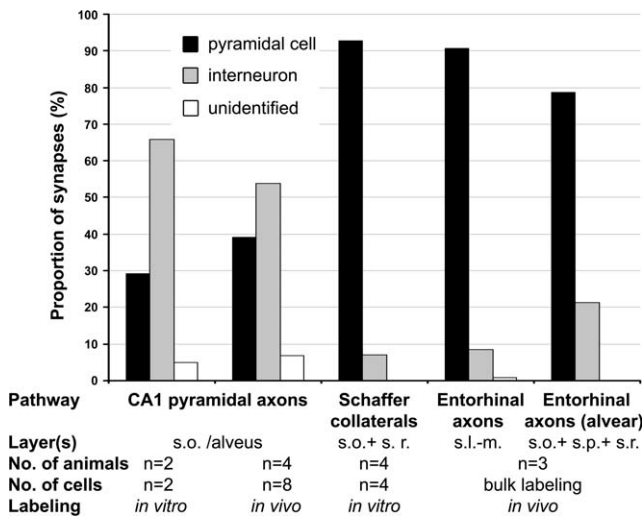 100
90
80
70
60
50
40
30
20
10
0
Proportion of synapses (%)
pyramidal cell
interneuron
unidentified
Pathway CA1 pyramidal axons Schaffer collaterals Entorhinal axons Entorhinal axons (alvear)
Layer(s) s.o. /alveus s.o.+ s. r. s.l.-m. s.o.+ s.p.+ s.r.
No. of animals n=2 n=4 n=4 n=3
No. of cells n=2 n=8 n=4 bulk labeling
Labeling in vitro in vivo in vitro in vivo